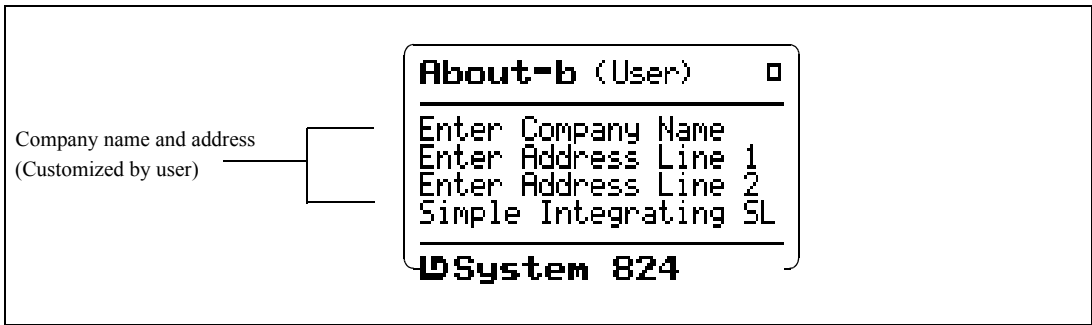 Company name and address
(Customized by user)
About-b (User)
Enter Company Name
Enter Address Line 1
Enter Address Line 2
Simple Integrating SL
System 824